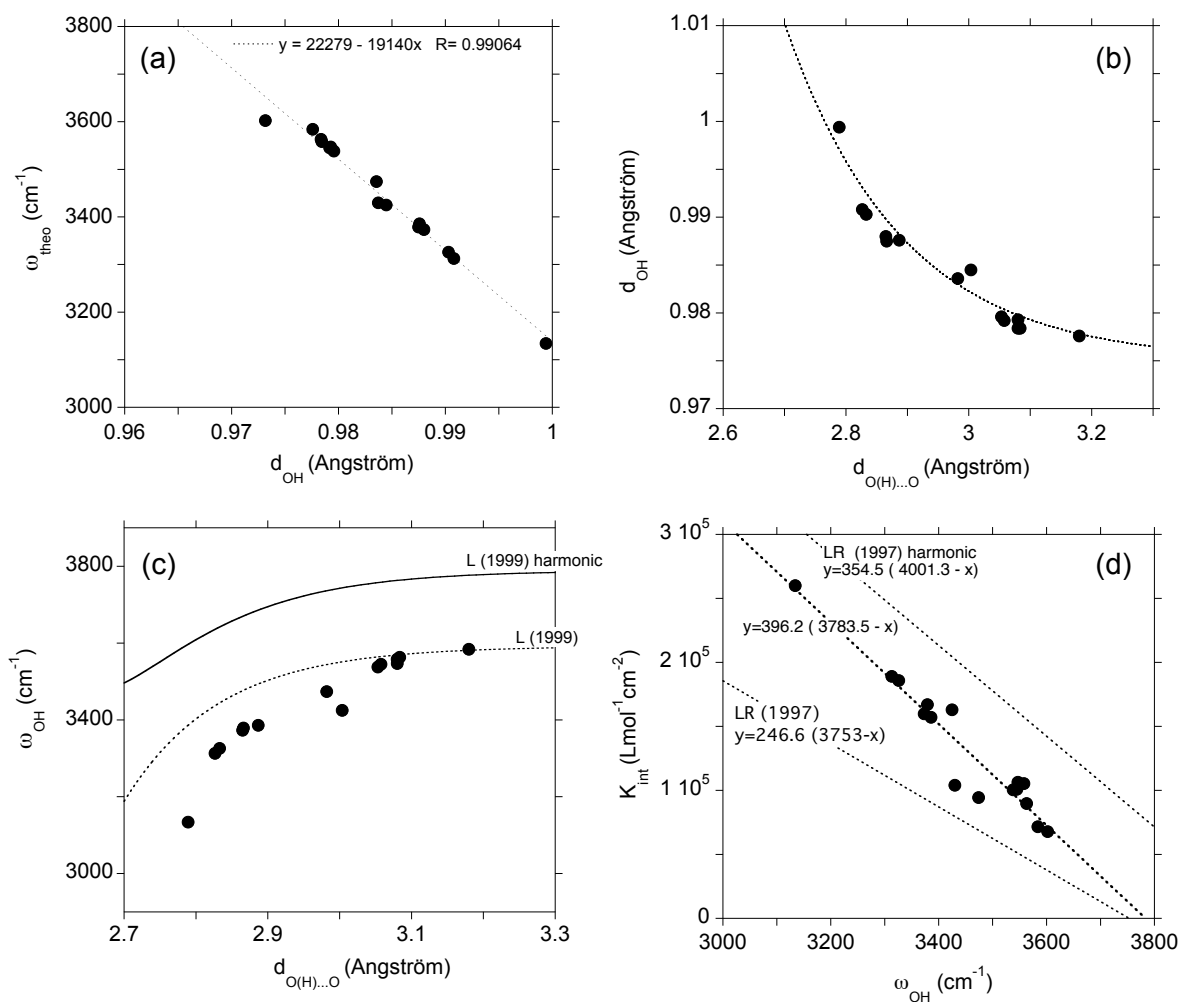 (a)
y = 22279 - 19140x R= 0.99064
3800
3600
3400
3200
3000
ω_theo (cm⁻¹)
0.96 0.97 0.98 0.99 1
d_OH (Angström)
(b)
1.01
1
0.99
0.98
0.97
d_OH (Angström)
2.6 2.8 3 3.2
d_O(H)...O (Angström)
(c)
L (1999) harmonic
L (1999)
3800
3400
3000
ω_OH (cm⁻¹)
2.7 2.9 3.1 3.3
d_O(H)...O (Angström)
(d)
LR (1997) harmonic
y=354.5 ( 4001.3 - x)
y=396.2 ( 3783.5 - x)
LR (1997)
y=246.6 (3753-x)
3 10⁵
2 10⁵
1 10⁵
0
K_int (Lmol⁻¹cm⁻²)
3000 3200 3400 3600 3800
ω_OH (cm⁻¹)